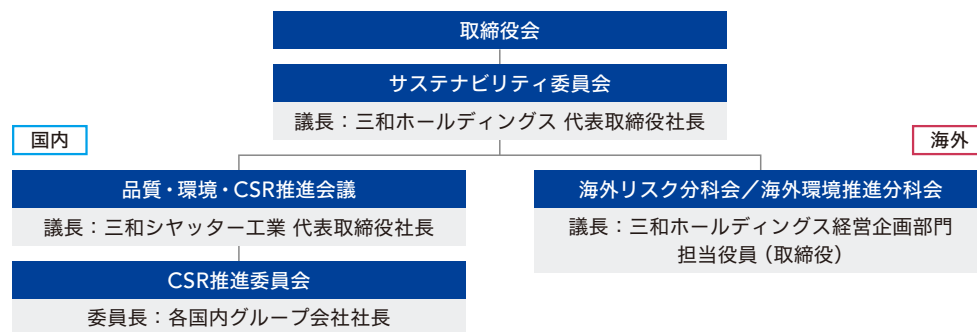 取締役会
サステナビリティ委員会
議長：三和ホールディングス 代表取締役社長
国内
海外
品質・環境・CSR推進会議
議長：三和シヤッター工業 代表取締役社長
海外リスク分科会／海外環境推進分科会
議長：三和ホールディングス経営企画部門
担当役員（取締役）
CSR推進委員会
委員長：各国内グループ会社社長